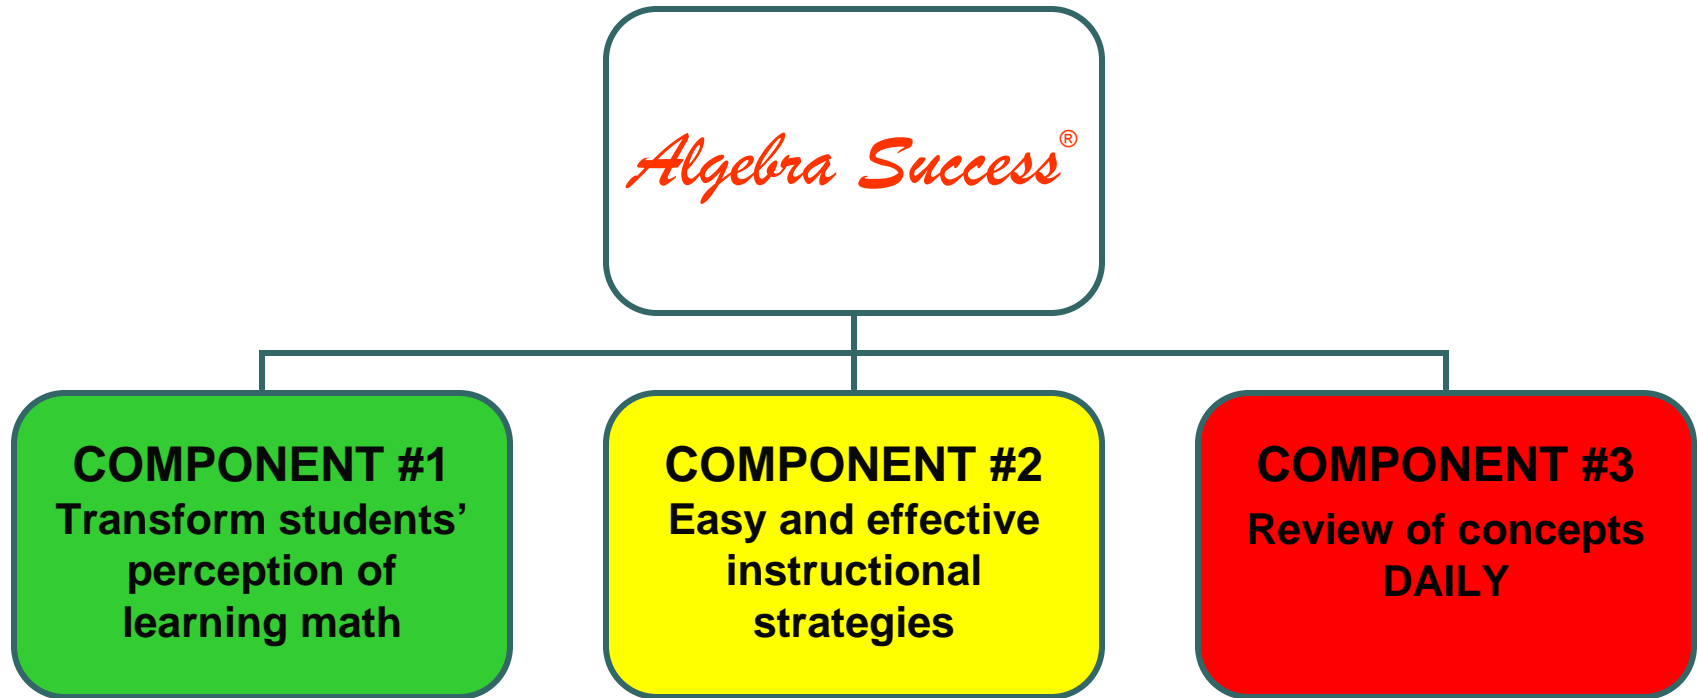 Algebra Success®
COMPONENT #1
Transform students’
perception of
learning math
COMPONENT #2
Easy and effective
instructional
strategies
COMPONENT #3
Review of concepts
DAILY